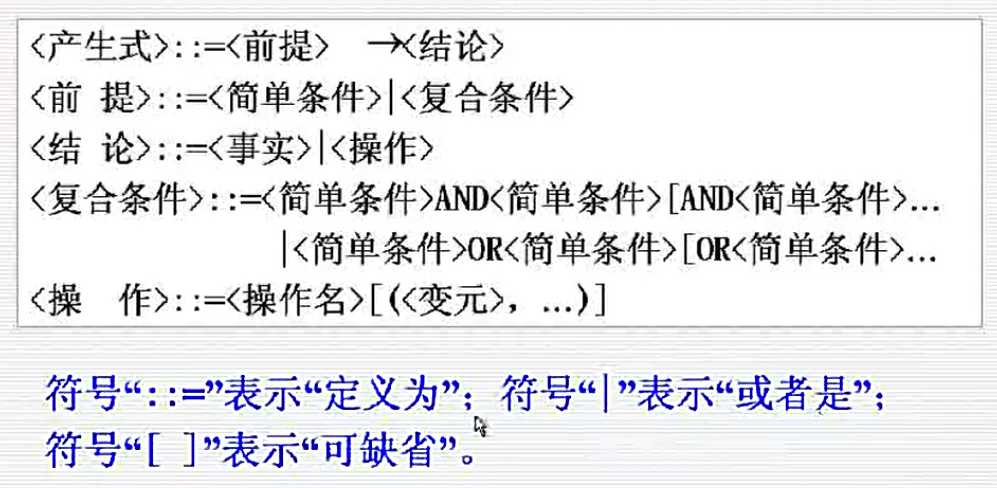 <产生式>::=<前提> →<结论>
<前 提>::=<简单条件>|<复合条件>
<结 论>::=<事实>|<操作>
<复合条件>::=<简单条件>AND<简单条件>[AND<简单条件>…
|<简单条件>OR<简单条件>[OR<简单条件>…
<操 作>::=<操作名>[(<变元>，…)]
符号“::=”表示“定义为”；符号“|”表示“或者是”；
符号“[ ]”表示“可缺省”。